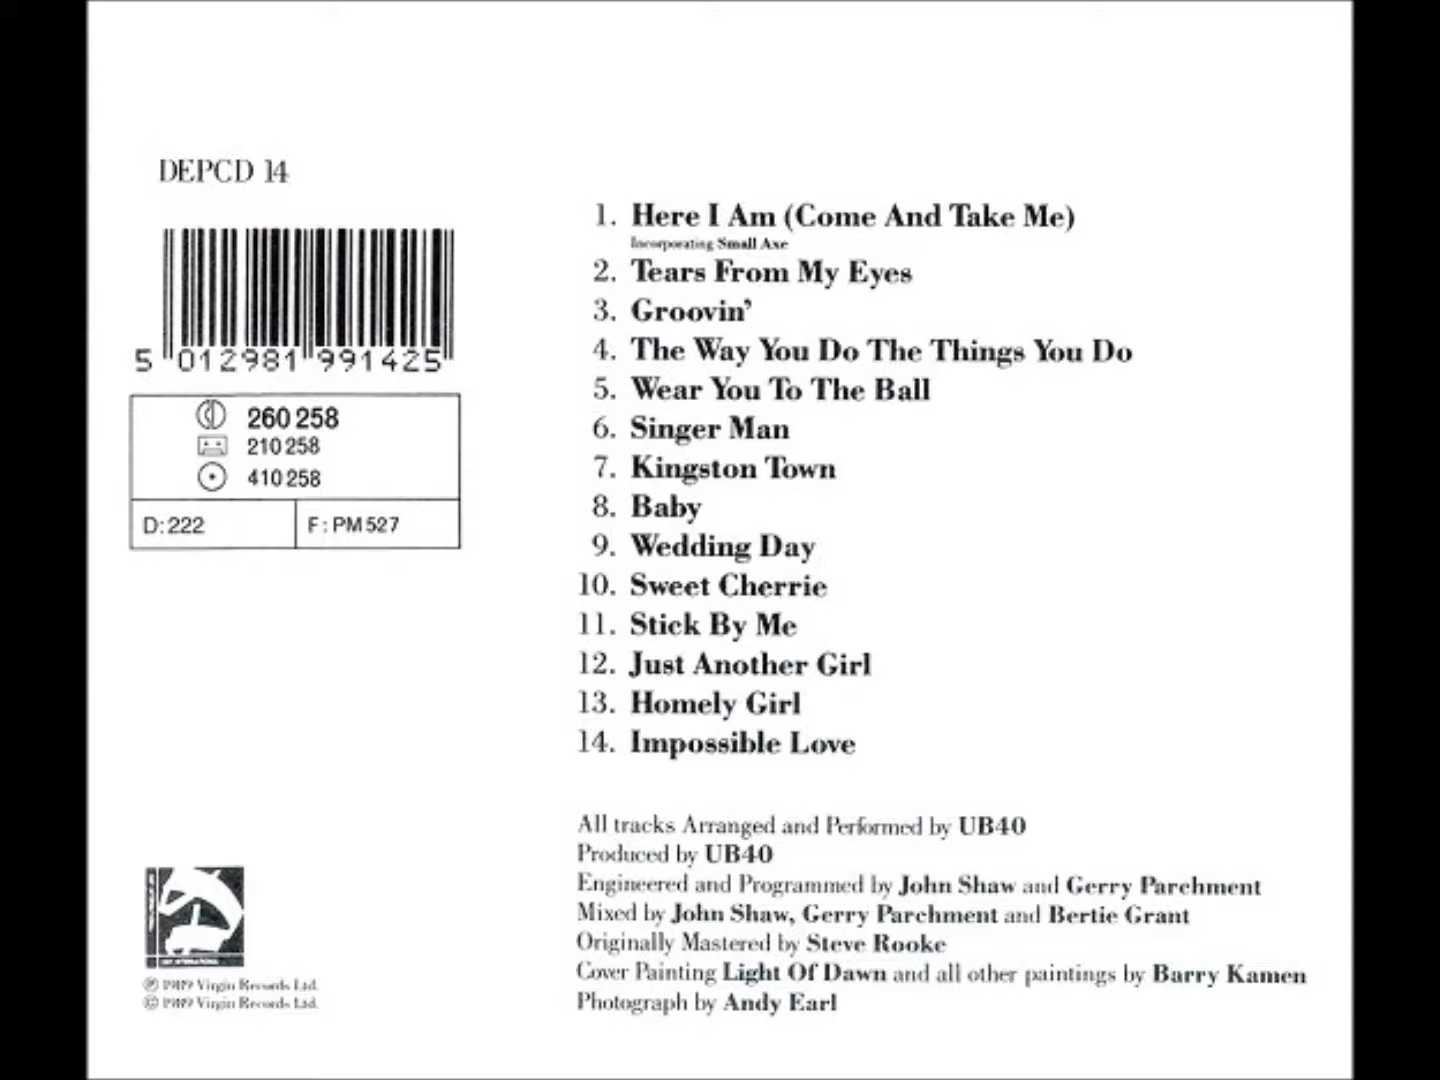 DEPCD 14
5 012981 991425
260 258
210 258
410 258
D: 222
F: PM 527
1. Here I Am (Come And Take Me)
Incorporating Small Axe
2. Tears From My Eyes
3. Groovin’
4. The Way You Do The Things You Do
5. Wear You To The Ball
6. Singer Man
7. Kingston Town
8. Baby
9. Wedding Day
10. Sweet Cherrie
11. Stick By Me
12. Just Another Girl
13. Homely Girl
14. Impossible Love
All tracks Arranged and Performed by UB40
Produced by UB40
Engineered and Programmed by John Shaw and Gerry Parchment
Mixed by John Shaw, Gerry Parchment and Bertie Grant
Originally Mastered by Steve Rooke
Cover Painting Light Of Dawn and all other paintings by Barry Kamen
Photograph by Andy Earl
℗ 1989 Virgin Records Ltd.
© 1989 Virgin Records Ltd.